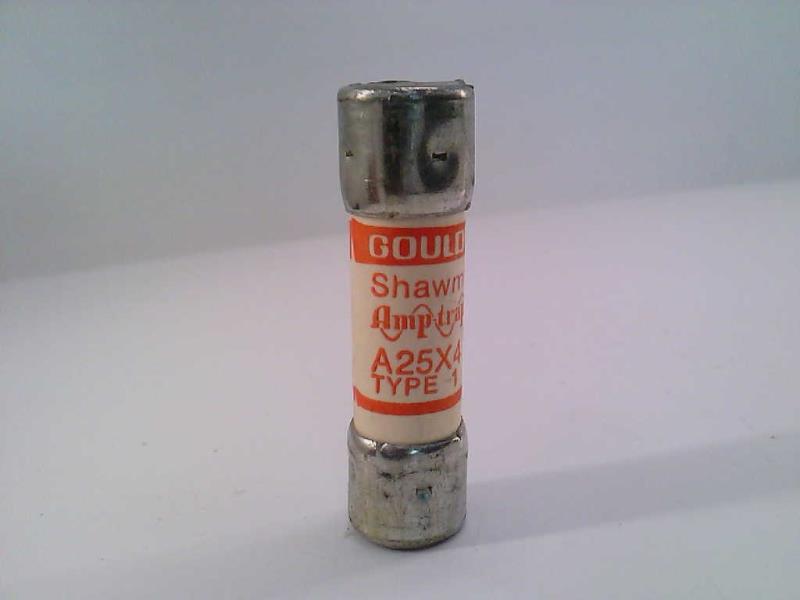 GOULD
Shawm
Amp-trap
A25X4
TYPE 1